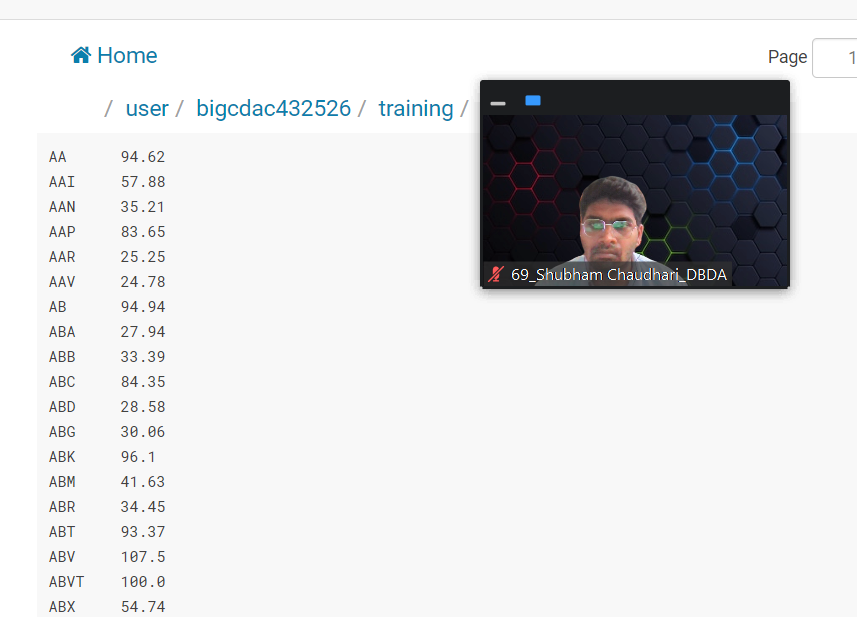 Home
Page 1
/ user / bigcdac432526 / training /
AA 94.62
AAI 57.88
AAN 35.21
AAP 83.65
AAR 25.25
AAV 24.78
AB 94.94
ABA 27.94
ABB 33.39
ABC 84.35
ABD 28.58
ABG 30.06
ABK 96.1
ABM 41.63
ABR 34.45
ABT 93.37
ABV 107.5
ABVT 100.0
ABX 54.74
69_Shubham Chaudhari_DBDA